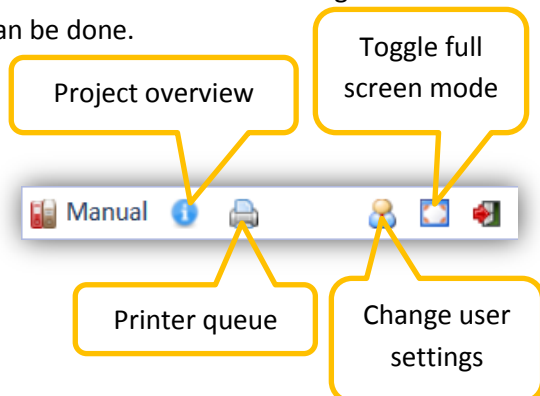 an be done.
Toggle full
screen mode
Project overview
Manual
Printer queue
Change user
settings